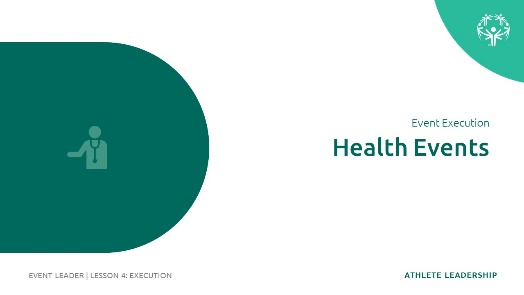 Event Execution
Health Events
EVENT LEADER | LESSON 4: EXECUTION
ATHLETE LEADERSHIP